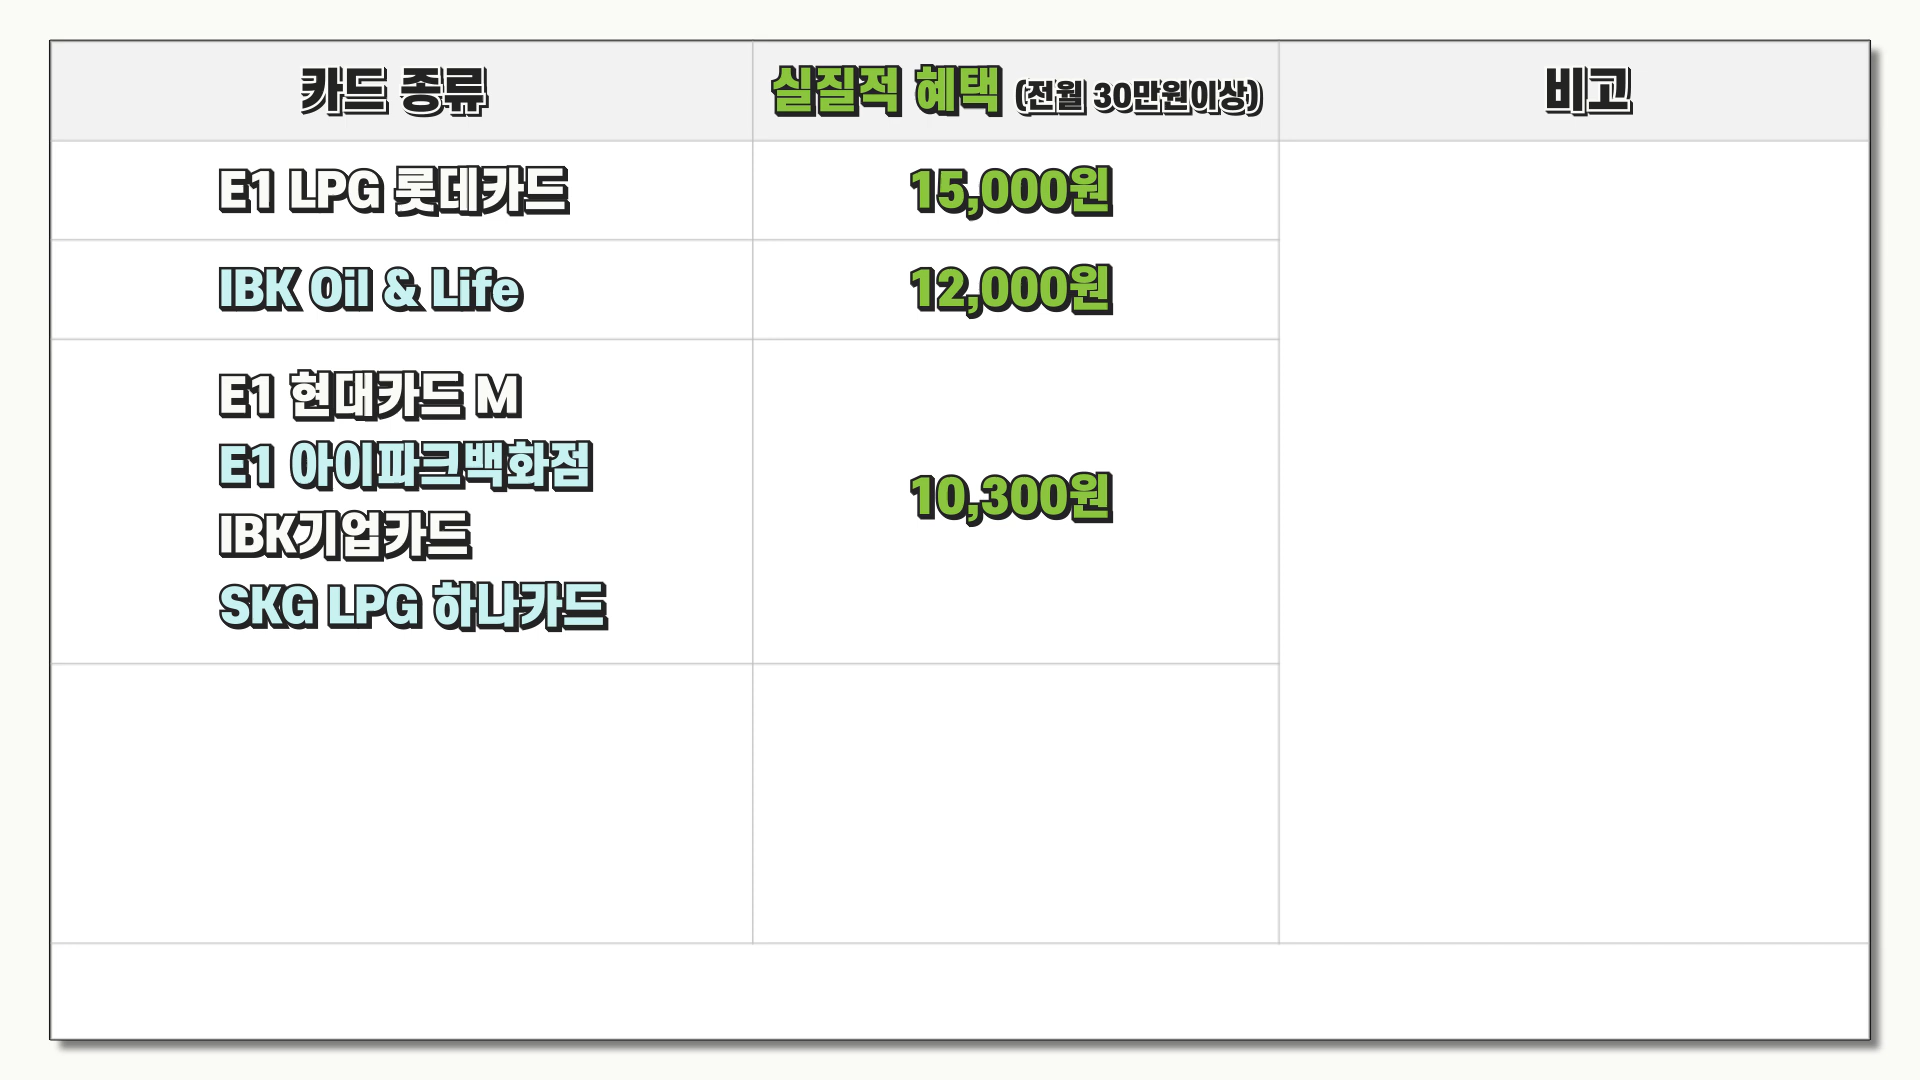 카드 종류
실질적 혜택 (전월 30만원이상)
비고
E1 LPG 롯데카드
15,000원
IBK Oil & Life
12,000원
E1 현대카드 M
E1 아이파크백화점
IBK기업카드
SKG LPG 하나카드
10,300원